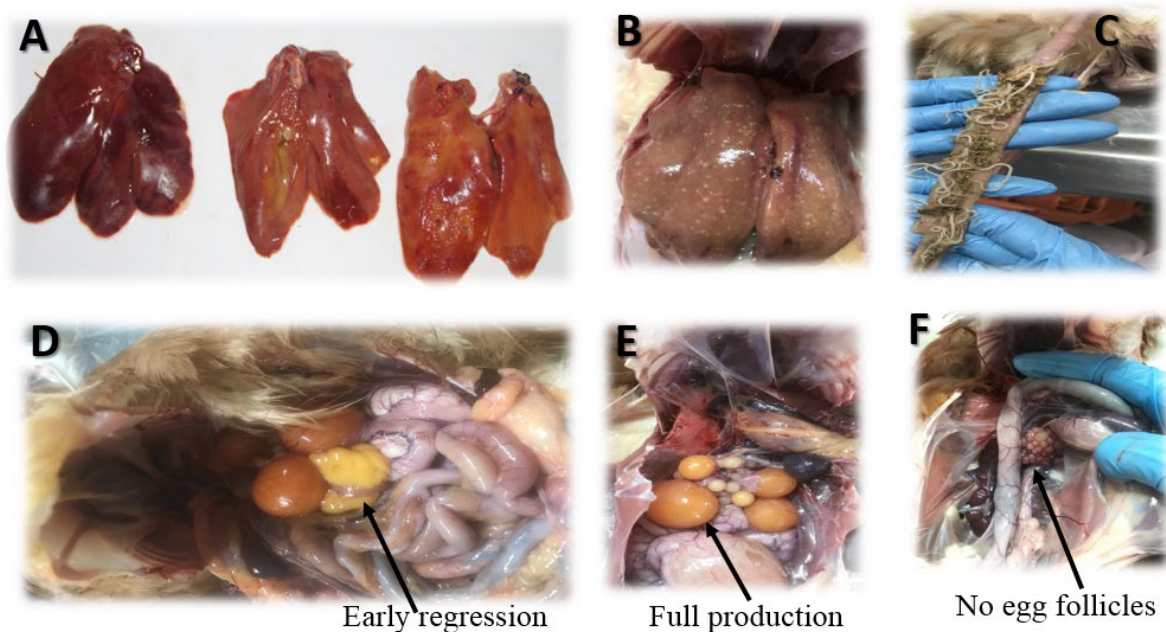 A
B
C
D
E
F
Early regression
Full production
No egg follicles